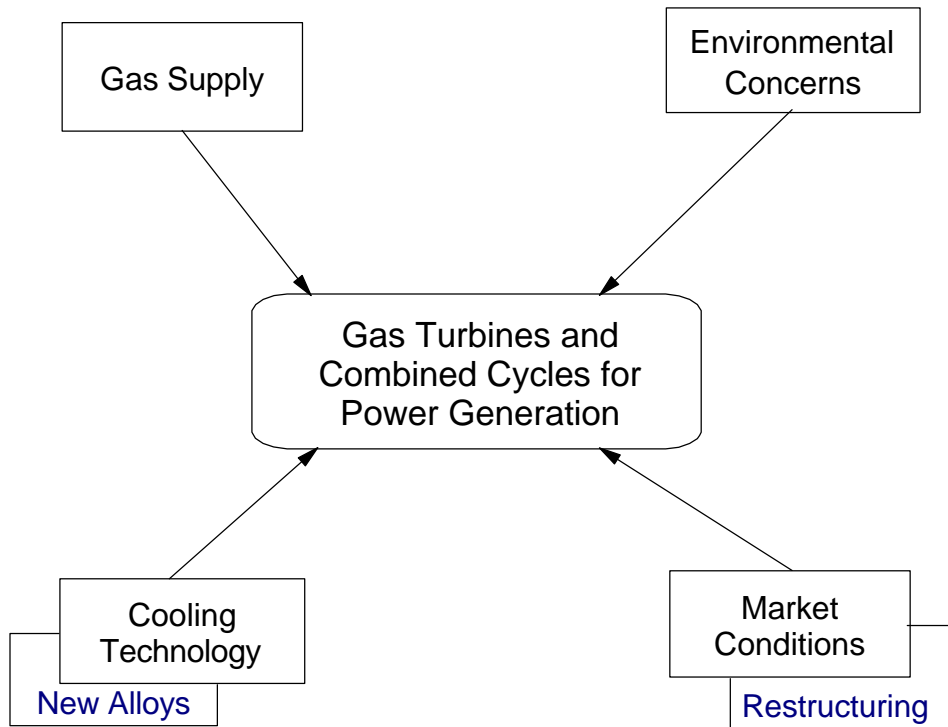 Gas Supply
Environmental
Concerns
Gas Turbines and
Combined Cycles for
Power Generation
Cooling
Technology
New Alloys
Market
Conditions
Restructuring